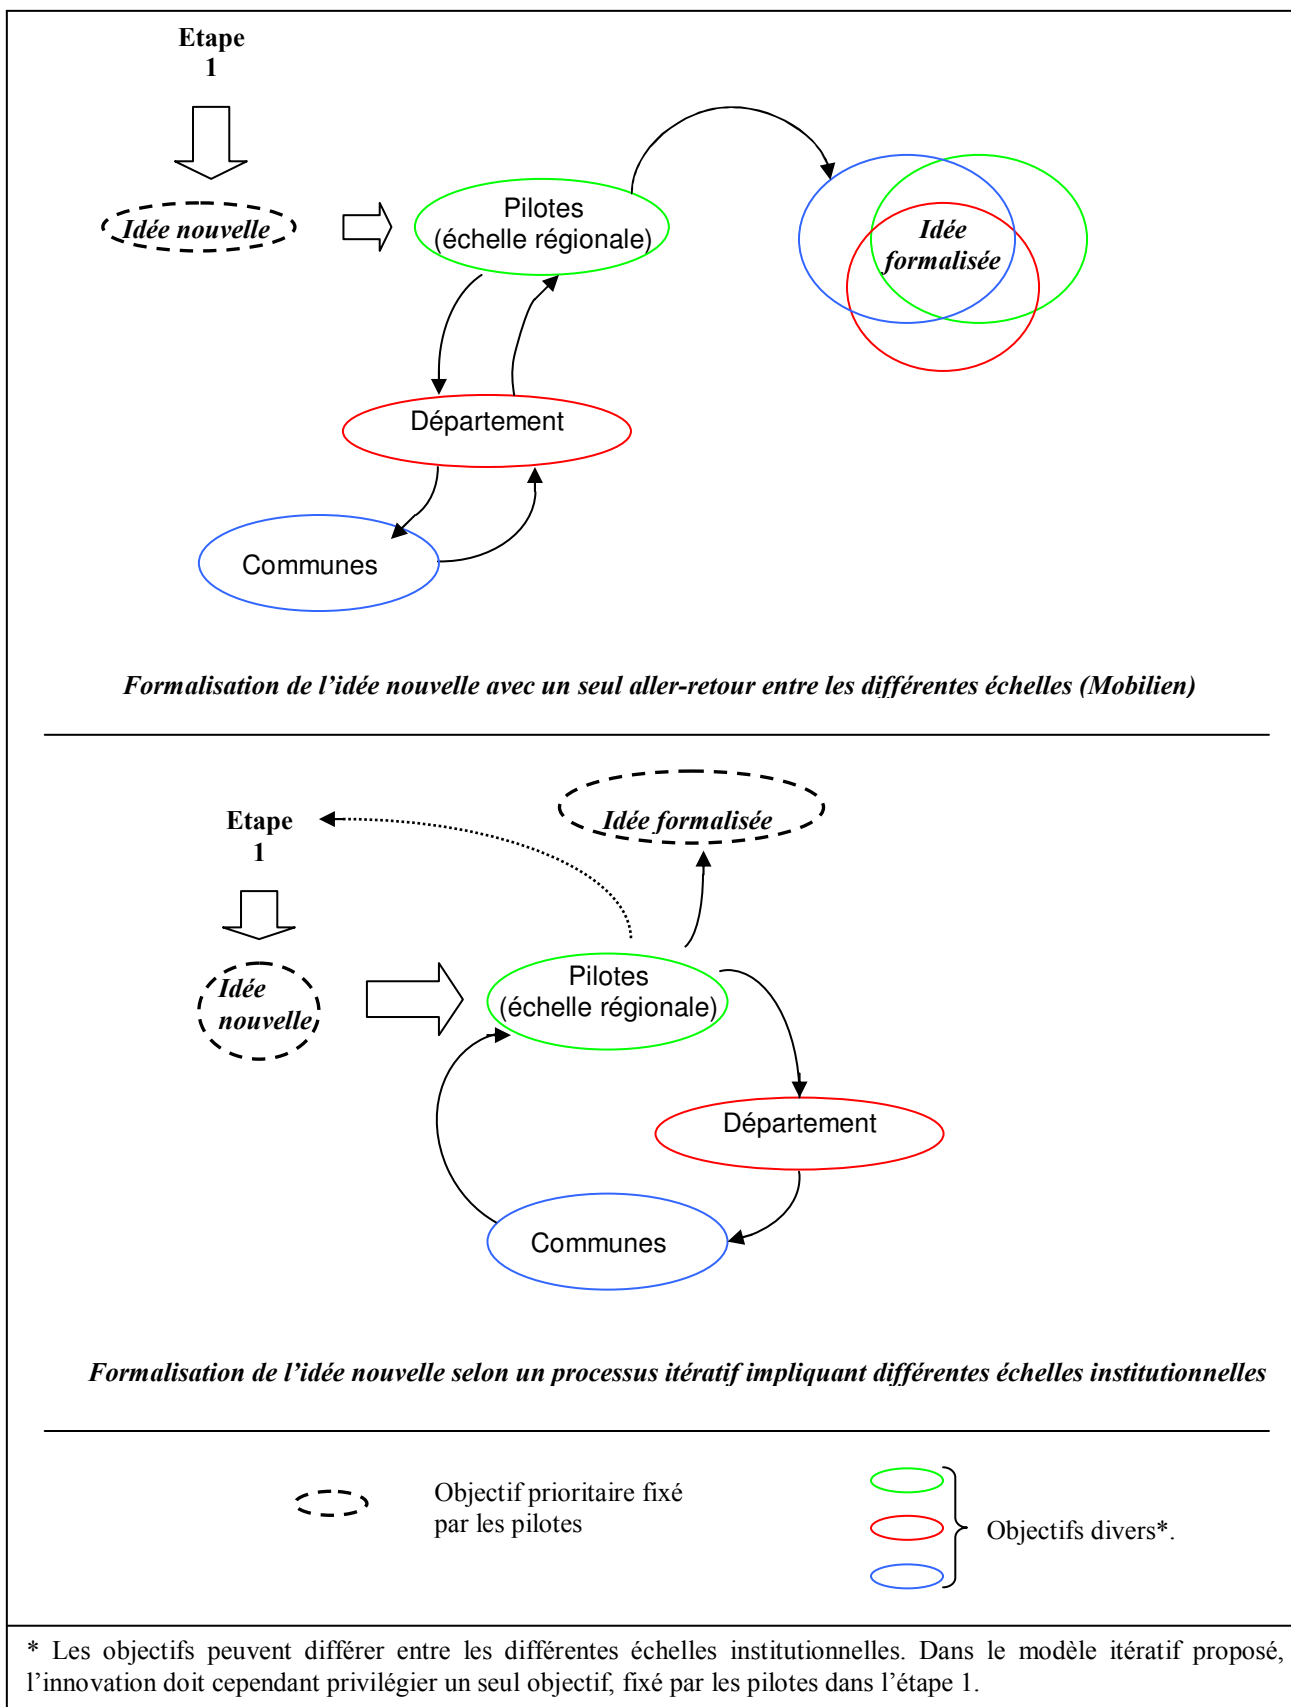 Etape
1
Idée nouvelle
Pilotes
(échelle régionale)
Idée
formalisée
Département
Communes
Formalisation de l’idée nouvelle avec un seul aller-retour entre les différentes échelles (Mobilien)
Idée formalisée
Etape
1
Idée
nouvelle
Pilotes
(échelle régionale)
Département
Communes
Formalisation de l’idée nouvelle selon un processus itératif impliquant différentes échelles institutionnelles
Objectif prioritaire fixé
par les pilotes
Objectifs divers*.
* Les objectifs peuvent différer entre les différentes échelles institutionnelles. Dans le modèle itératif proposé,
l’innovation doit cependant privilégier un seul objectif, fixé par les pilotes dans l’étape 1.